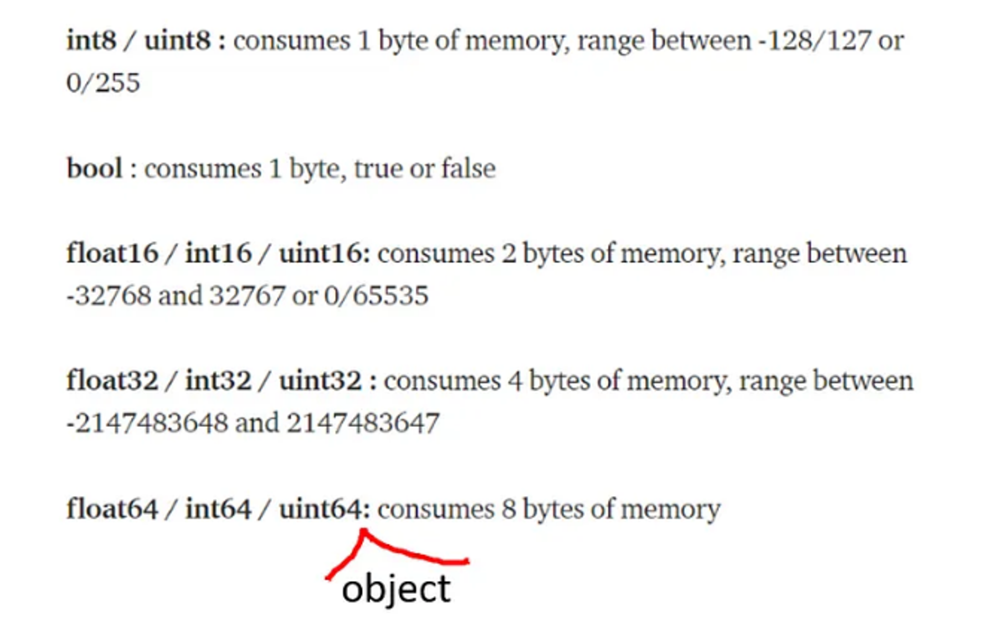 int8 / uint8 : consumes 1 byte of memory, range between -128/127 or
0/255
bool : consumes 1 byte, true or false
float16 / int16 / uint16: consumes 2 bytes of memory, range between
-32768 and 32767 or 0/65535
float32 / int32 / uint32 : consumes 4 bytes of memory, range between
-2147483648 and 2147483647
float64 / int64 / uint64: consumes 8 bytes of memory
object